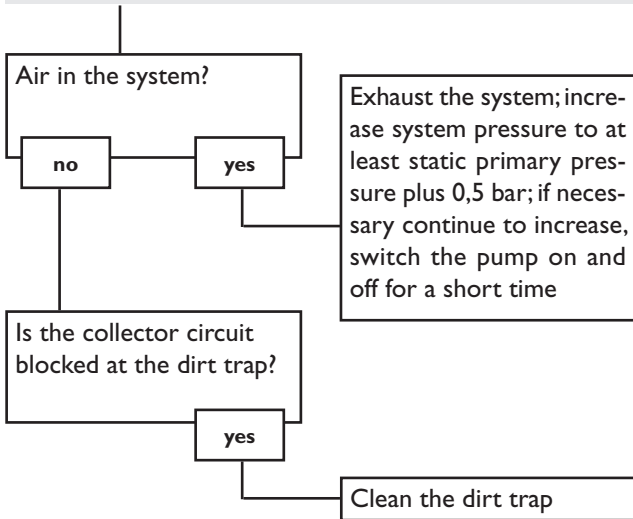 Air in the system?
no
yes
Exhaust the system; incre-
ase system pressure to at
least static primary pres-
sure plus 0,5 bar; if neces-
sary continue to increase,
switch the pump on and
off for a short time
Is the collector circuit
blocked at the dirt trap?
yes
Clean the dirt trap